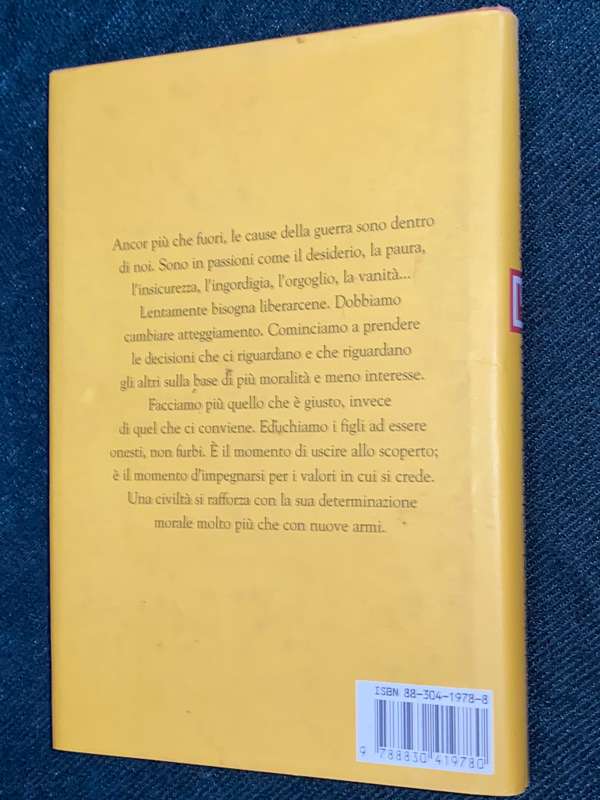 Ancor più che fuori, le cause della guerra sono dentro
di noi. Sono in passioni come il desiderio, la paura,
l'insicurezza, l'ingordigia, l'orgoglio, la vanità...
Lentamente bisogna liberarcene. Dobbiamo
cambiare atteggiamento. Cominciamo a prendere
le decisioni che ci riguardano e che riguardano
gli altri sulla base di più moralità e meno interesse.
Facciamo più quello che è giusto, invece
di quel che ci conviene. Educhiamo i figli ad essere
onesti, non furbi. È il momento di uscire allo scoperto;
è il momento d'impegnarsi per i valori in cui si crede.
Una civiltà si rafforza con la sua determinazione
morale molto più che con nuove armi.
ISBN 88-304-1978-8
9 788830 419780